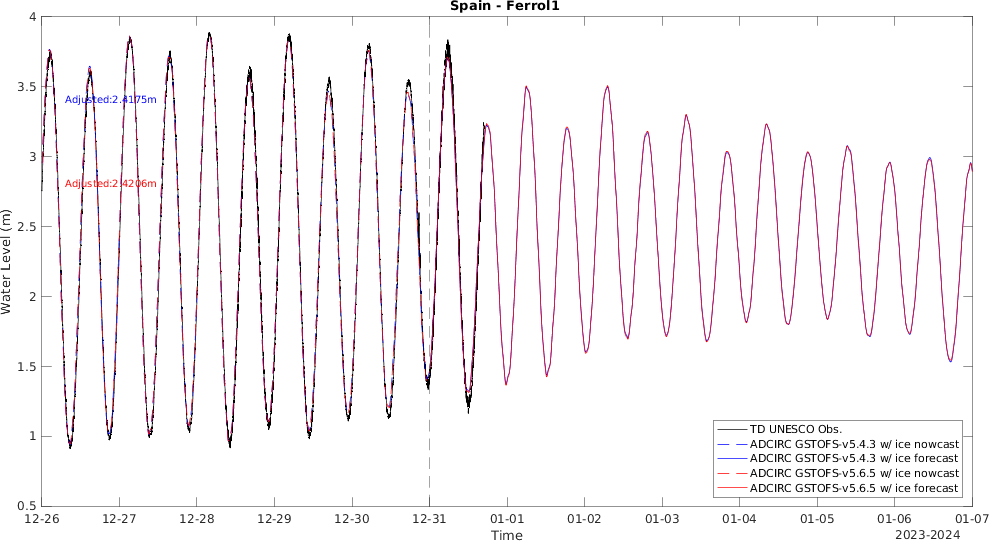 Spain - Ferrol1
4
3.5
3
2.5
2
1.5
1
0.5
Water Level (m)
Adjusted:2.4175m
Adjusted:2.4206m
TD UNESCO Obs.
ADCIRC GSTOFS-v5.4.3 w/ ice nowcast
ADCIRC GSTOFS-v5.4.3 w/ ice forecast
ADCIRC GSTOFS-v5.6.5 w/ ice nowcast
ADCIRC GSTOFS-v5.6.5 w/ ice forecast
12-26 12-27 12-28 12-29 12-30 12-31 01-01 01-02 01-03 01-04 01-05 01-06 01-07
Time
2023-2024